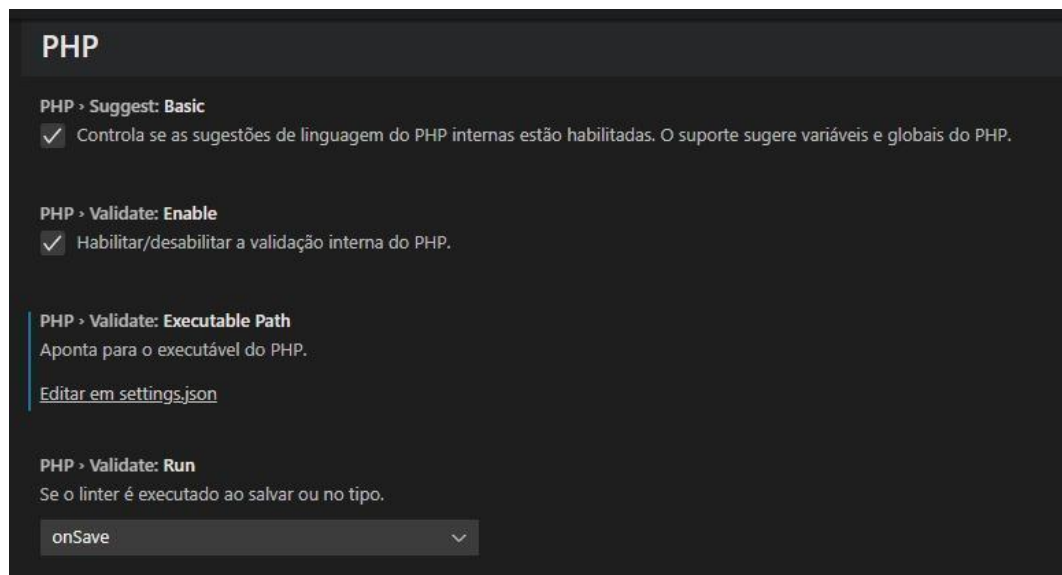 PHP
PHP › Suggest: Basic
Controla se as sugestões de linguagem do PHP internas estão habilitadas. O suporte sugere variáveis e globais do PHP.
PHP › Validate: Enable
Habilitar/desabilitar a validação interna do PHP.
PHP › Validate: Executable Path
Aponta para o executável do PHP.
Editar em settings.json
PHP › Validate: Run
Se o linter é executado ao salvar ou no tipo.
onSave